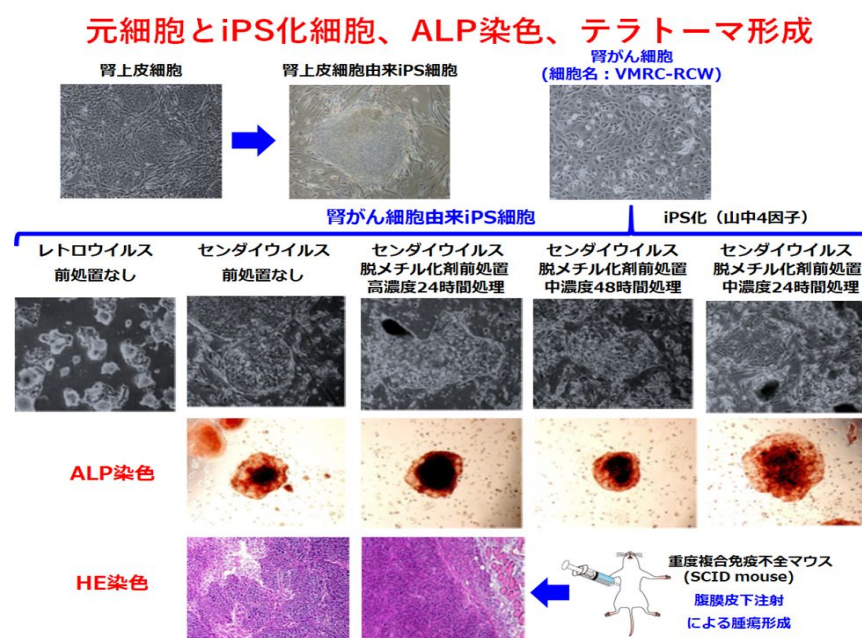 元細胞とiPS化細胞、ALP染色、テラトーマ形成
腎上皮細胞
腎上皮細胞由来iPS細胞
腎がん細胞
(細胞名：VMRC-RCW)
腎がん細胞由来iPS細胞
iPS化（山中4因子）
レトロウイルス
前処置なし
センダイウイルス
前処置なし
センダイウイルス
脱メチル化剤前処置
高濃度24時間処理
センダイウイルス
脱メチル化剤前処置
中濃度48時間処理
センダイウイルス
脱メチル化剤前処置
中濃度24時間処理
ALP染色
HE染色
重度複合免疫不全マウス
(SCID mouse)
腹膜皮下注射
による腫瘍形成